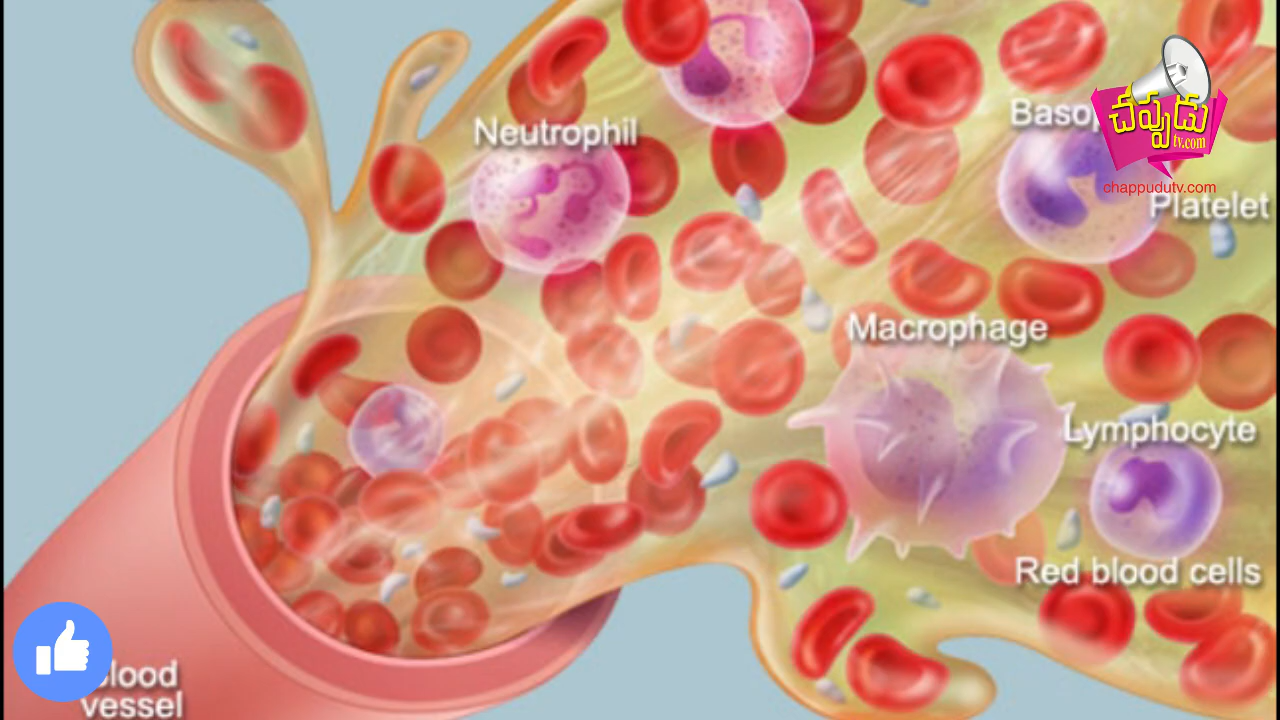 Neutrophil
Baso
చప్పుడు
tv.com
chappudutv.com
Platelet
Macrophage
Lymphocyte
Red blood cells
lood
vessel